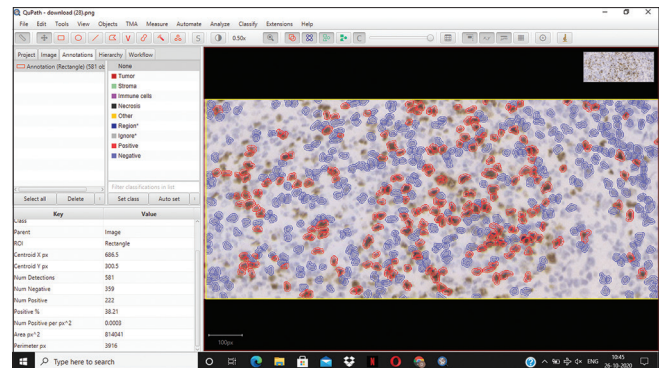 QuPath - download (28).png
File Edit Tools View Objects TMA Measure Automate Analyze Classify Extensions Help
S 0.50x C
Project Image Annotations Hierarchy Workflow
Annotation (Rectangle) (581 ob
None
Tumor
Stroma
Immune cells
Necrosis
Other
Region*
Ignore*
Positive
Negative
Filter classifications in list
Select all Delete Set class Auto set
Key Value
Class
Parent Image
ROI Rectangle
Centroid X px 686.5
Centroid Y px 300.5
Num Detections 581
Num Negative 359
Num Positive 222
Positive % 38.21
Num Positive per px^2 0.0003
Area px^2 814041
Perimeter px 3916
100px
Type here to search
ENG
10:45
26-10-2020